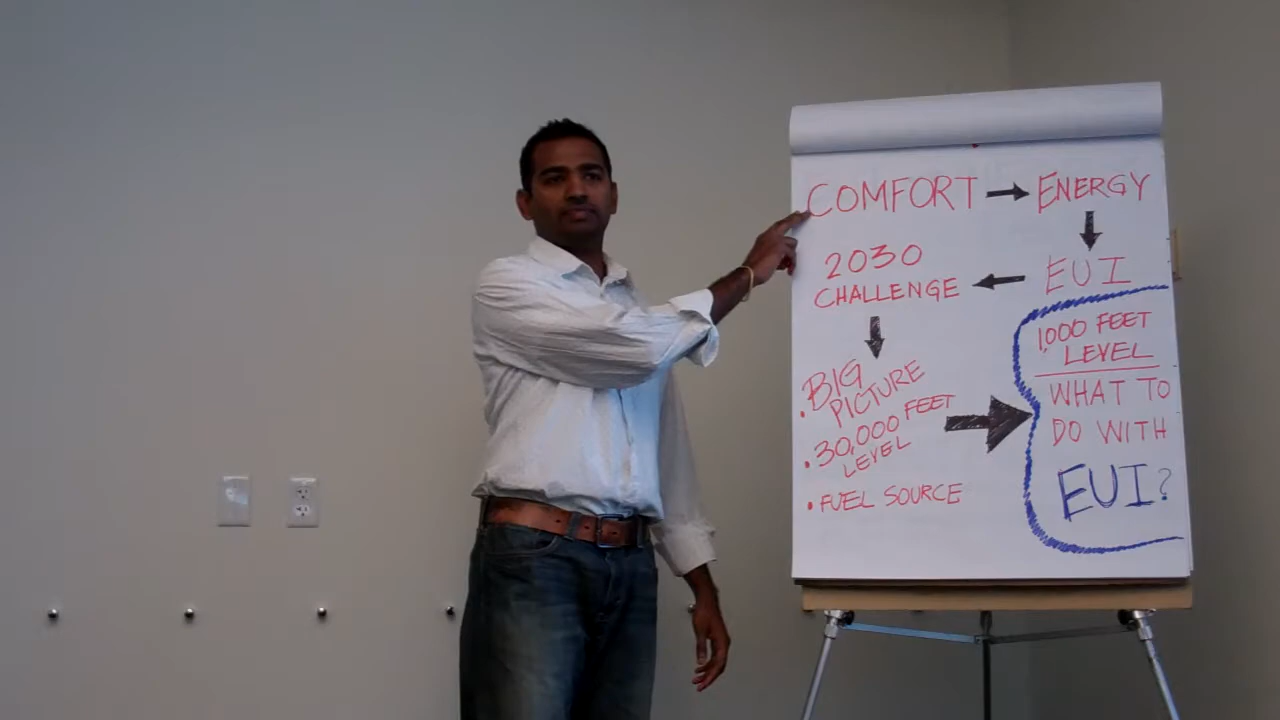 COMFORT → ENERGY
EUI
2030
CHALLENGE
• BIG
PICTURE
• 30,000 FEET
LEVEL
• FUEL SOURCE
1,000 FEET
LEVEL
WHAT TO
DO WITH
EUI?